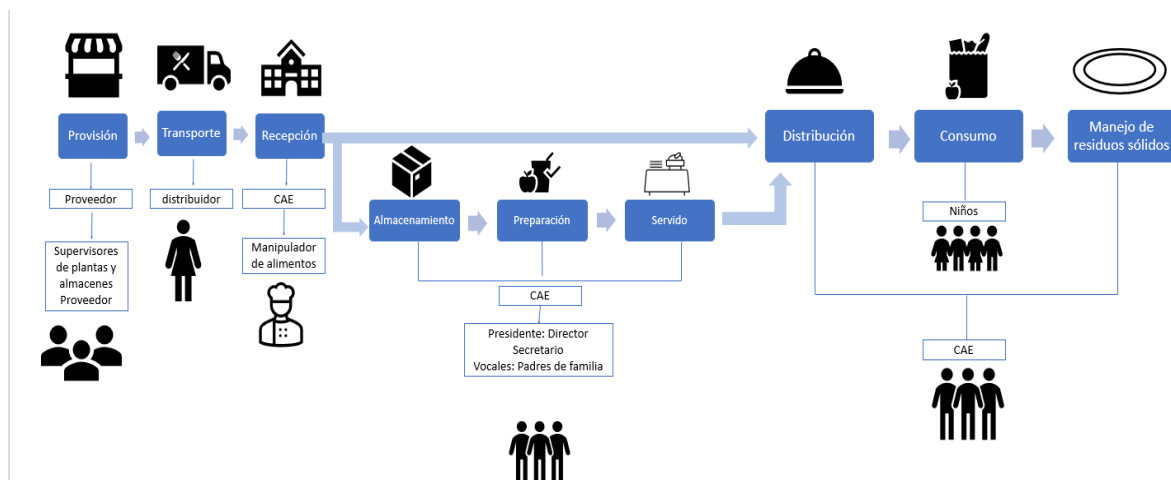 Provisión
Transporte
Recepción
Distribución
Consumo
Manejo de
residuos sólidos
Proveedor
distribuidor
CAE
Almacenamiento
Preparación
Servido
Niños
Supervisores
de plantas y
almacenes
Proveedor
Manipulador
de alimentos
CAE
Presidente: Director
Secretario
Vocales: Padres de familia
CAE